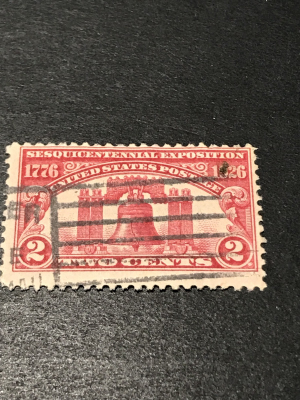 SESQUICENTENNIAL EXPOSITION
1776 1926
UNITED STATES POSTAGE
2 TWO CENTS 2